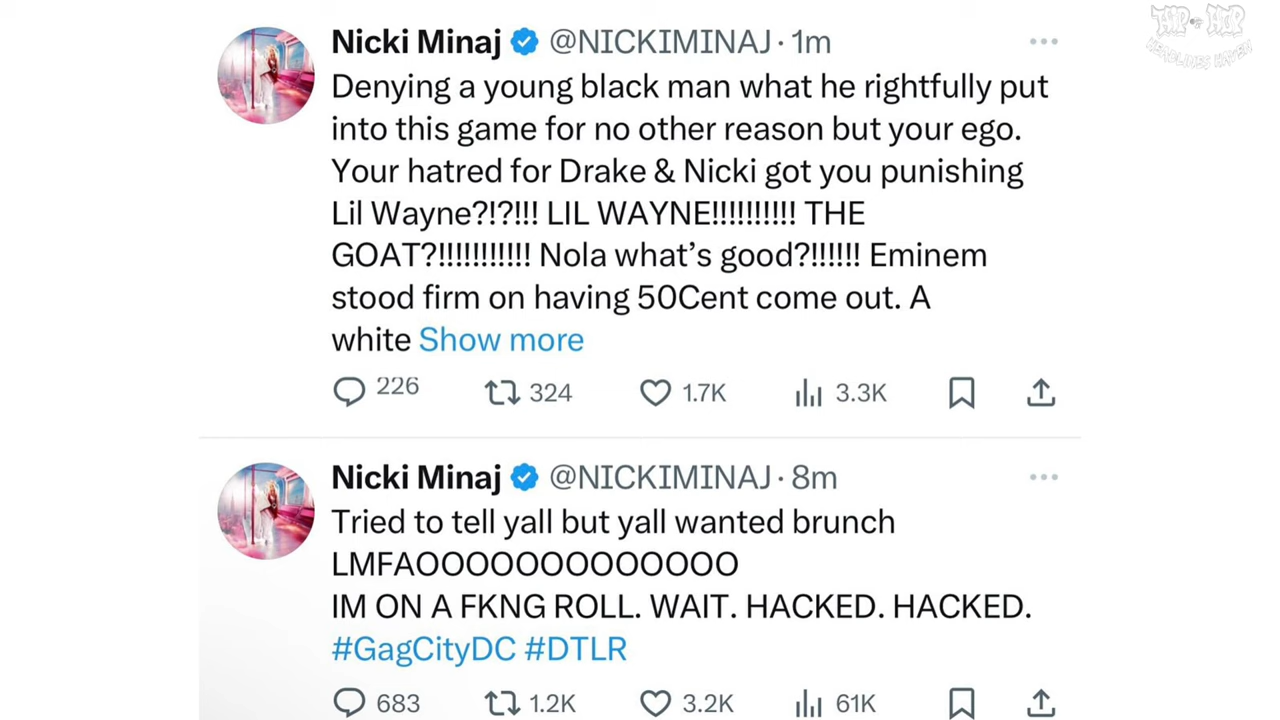 HIP HOP
HEADLINES HAVEN
Nicki Minaj @NICKIMINAJ · 1m
Denying a young black man what he rightfully put
into this game for no other reason but your ego.
Your hatred for Drake & Nicki got you punishing
Lil Wayne?!?!!! LIL WAYNE!!!!!!!!!! THE
GOAT?!!!!!!!!!!! Nola what’s good?!!!!!! Eminem
stood firm on having 50Cent come out. A
white Show more
226 324 1.7K 3.3K
Nicki Minaj @NICKIMINAJ · 8m
Tried to tell yall but yall wanted brunch
LMFAOOOOOOOOOOOOO
IM ON A FKNG ROLL. WAIT. HACKED. HACKED.
#GagCityDC #DTLR
683 1.2K 3.2K 61K